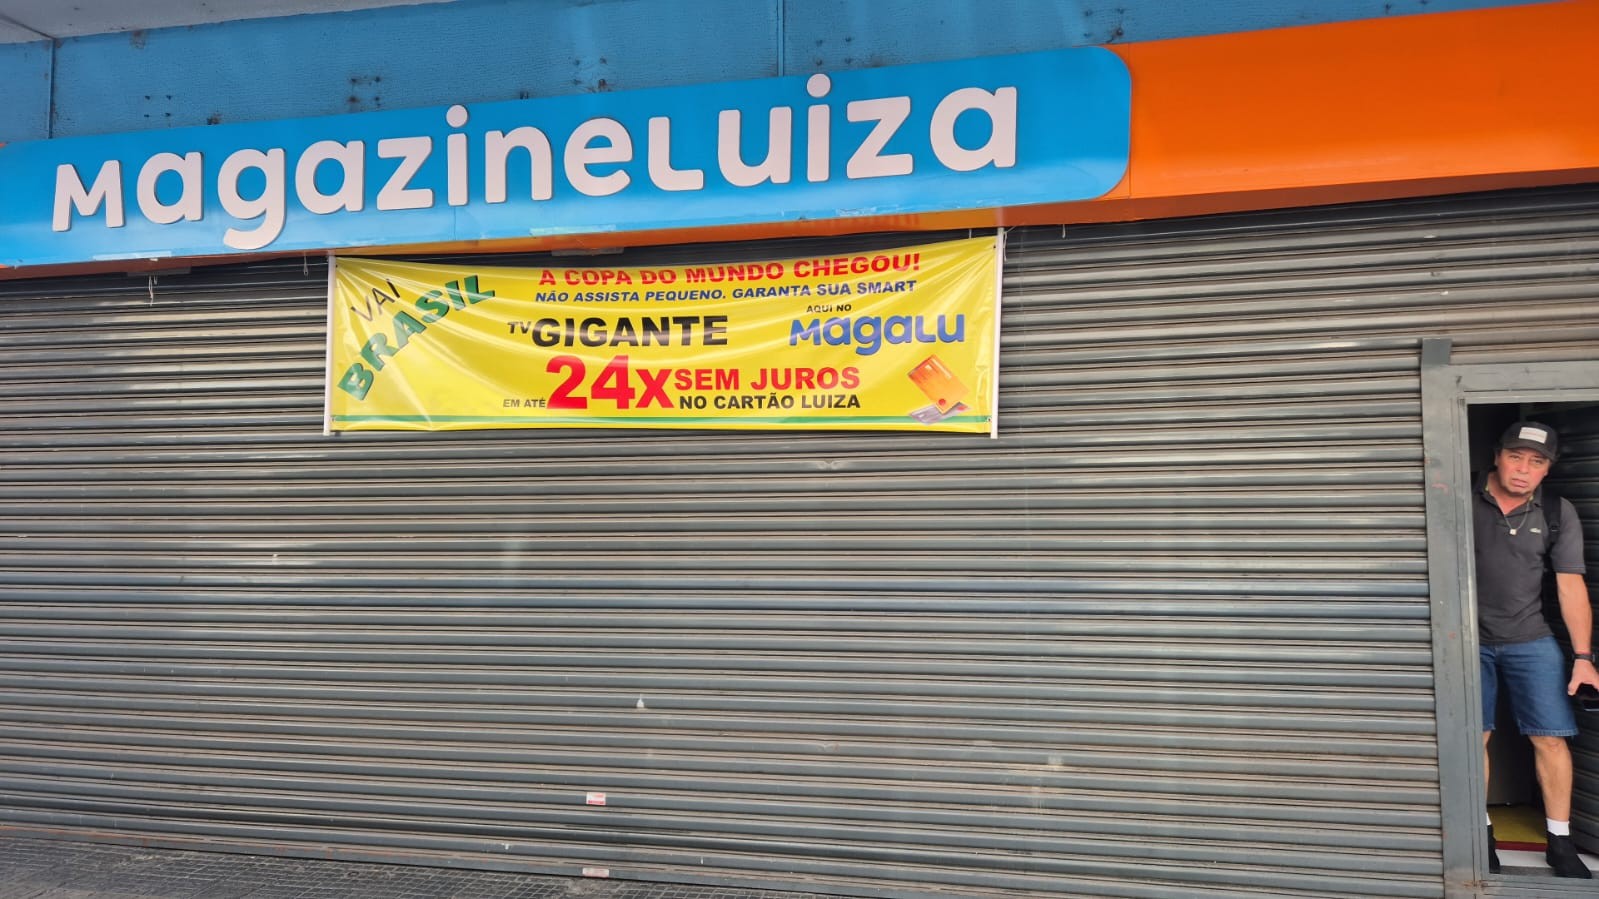 MagazineLuiza
VAI
BRASIL
A COPA DO MUNDO CHEGOU!
NÃO ASSISTA PEQUENO. GARANTA SUA SMART
TV GIGANTE
AQUI NO
Magalu
EM ATÉ 24X SEM JUROS
NO CARTÃO LUIZA